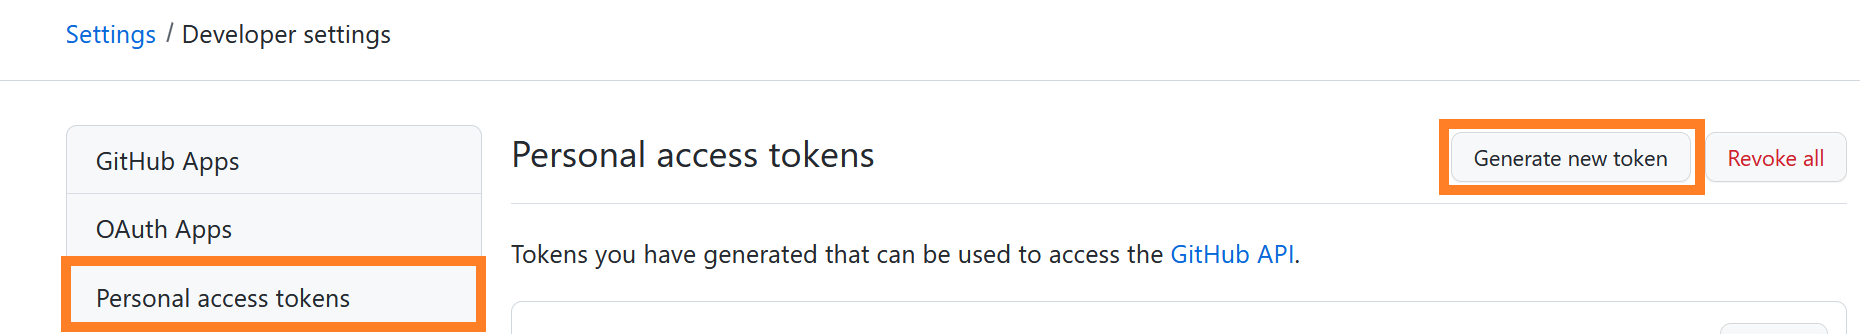 Settings / Developer settings
GitHub Apps
OAuth Apps
Personal access tokens
Personal access tokens
Generate new token
Revoke all
Tokens you have generated that can be used to access the GitHub API.